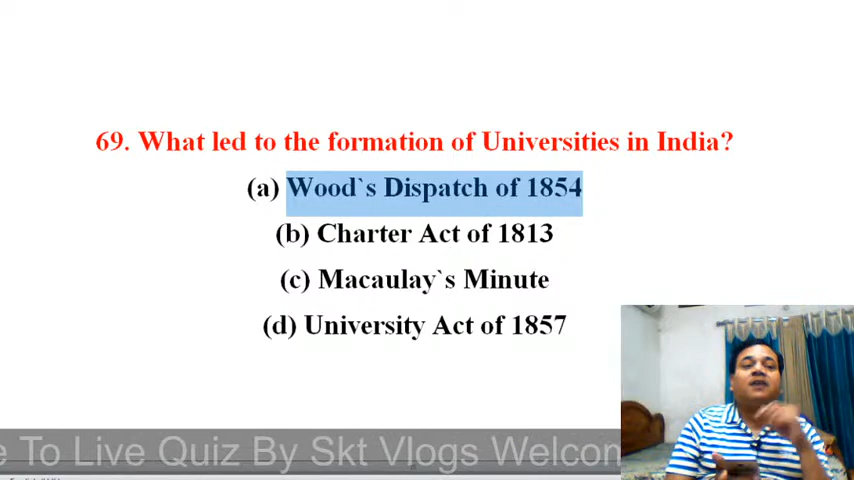 69. What led to the formation of Universities in India?
(a) Wood`s Dispatch of 1854
(b) Charter Act of 1813
(c) Macaulay`s Minute
(d) University Act of 1857
To Live Quiz By Skt Vlogs